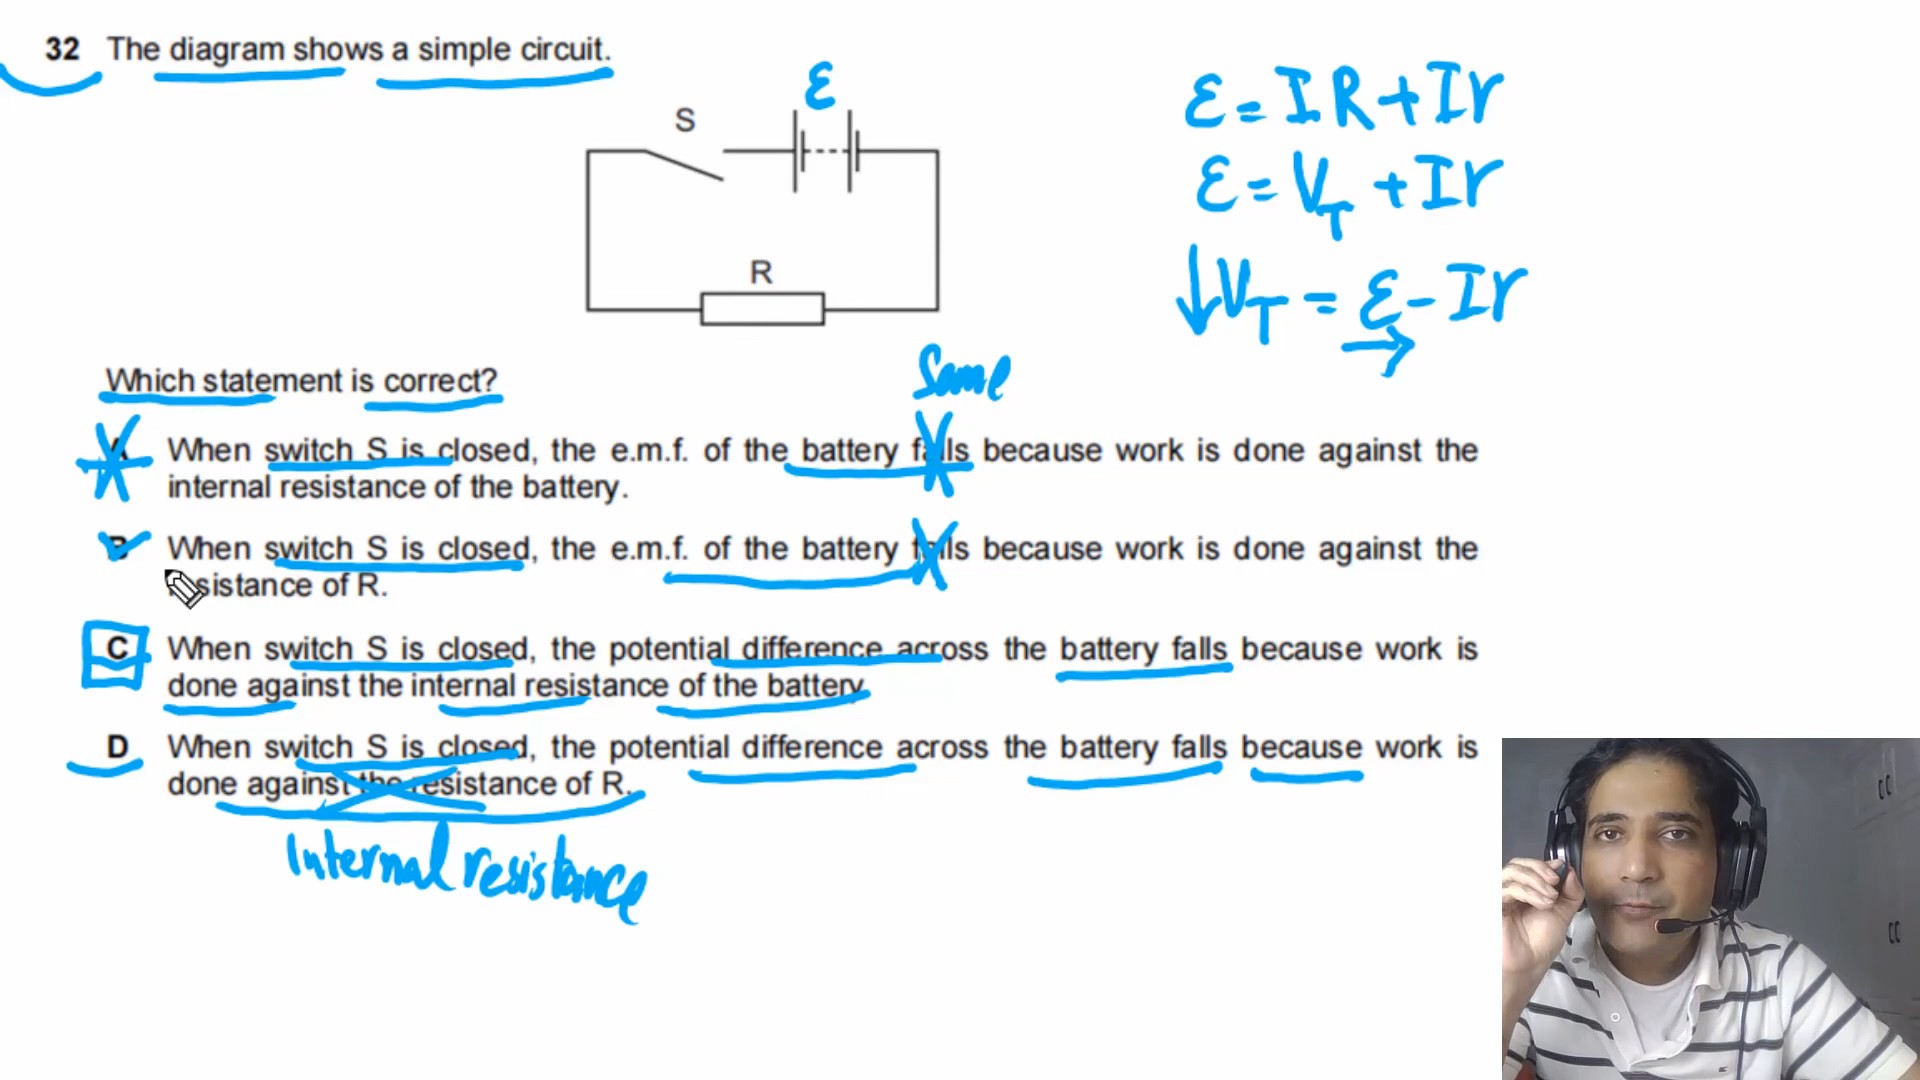 32 The diagram shows a simple circuit.
ε
S
R
ε = IR + Ir
ε = V_T + Ir
↓V_T = ε - Ir
Which statement is correct?
Same
A When switch S is closed, the e.m.f. of the battery falls because work is done against the
internal resistance of the battery.
B When switch S is closed, the e.m.f. of the battery falls because work is done against the
resistance of R.
C When switch S is closed, the potential difference across the battery falls because work is
done against the internal resistance of the battery.
D When switch S is closed, the potential difference across the battery falls because work is
done against the resistance of R.
Internal resistance